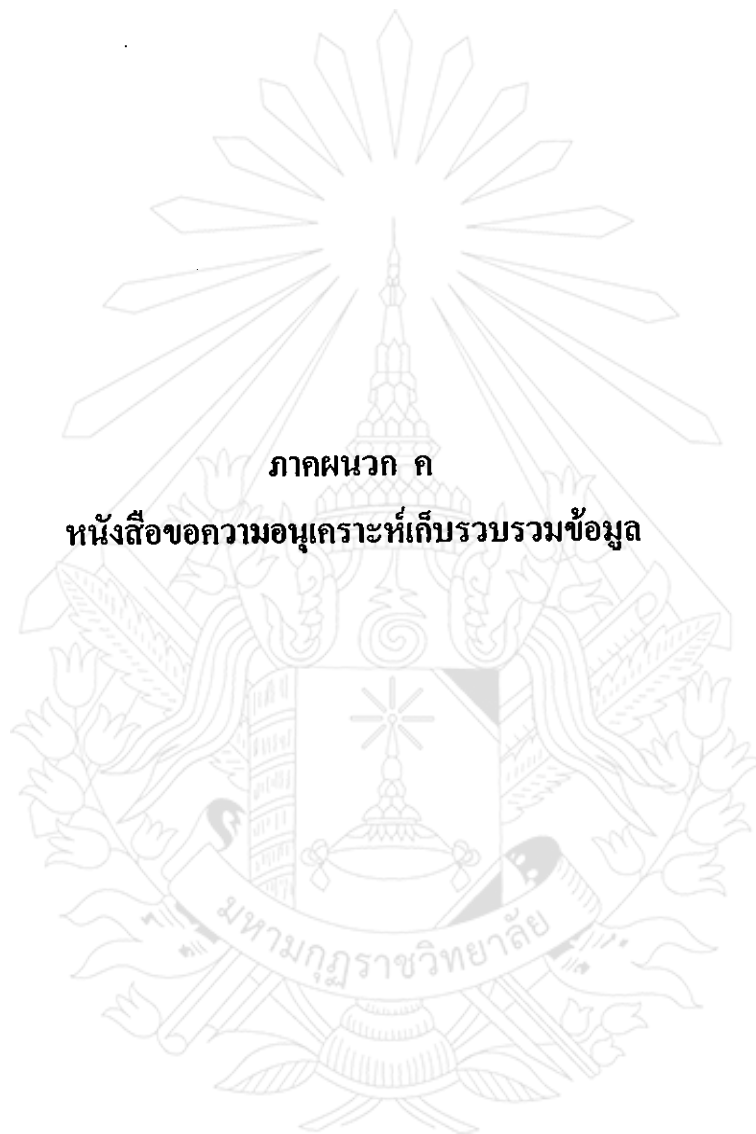 ภาคผนวก ค
หนังสือขอความอนุเคราะห์เก็บรวบรวมข้อมูล
มหามกุฏราชวิทยาลัย